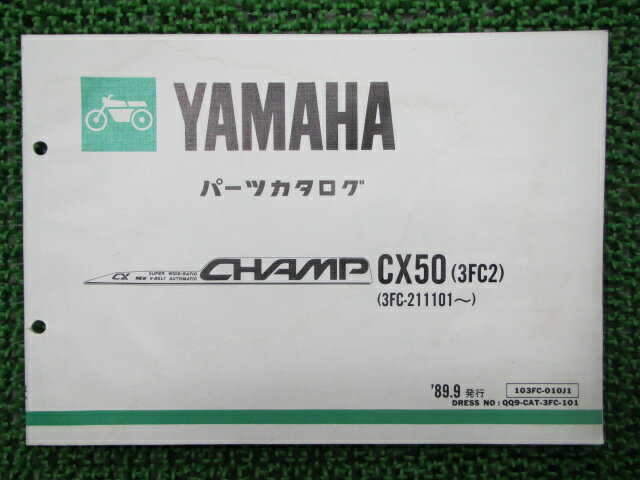 YAMAHA
パーツカタログ
CX SUPER WIDE-RATIO NEW V-BELT AUTOMATIC CHAMP CX50 (3FC2)
(3FC-211101～)
'89.9 発行 103FC-010J1
DRESS NO : QQ9-CAT-3FC-101